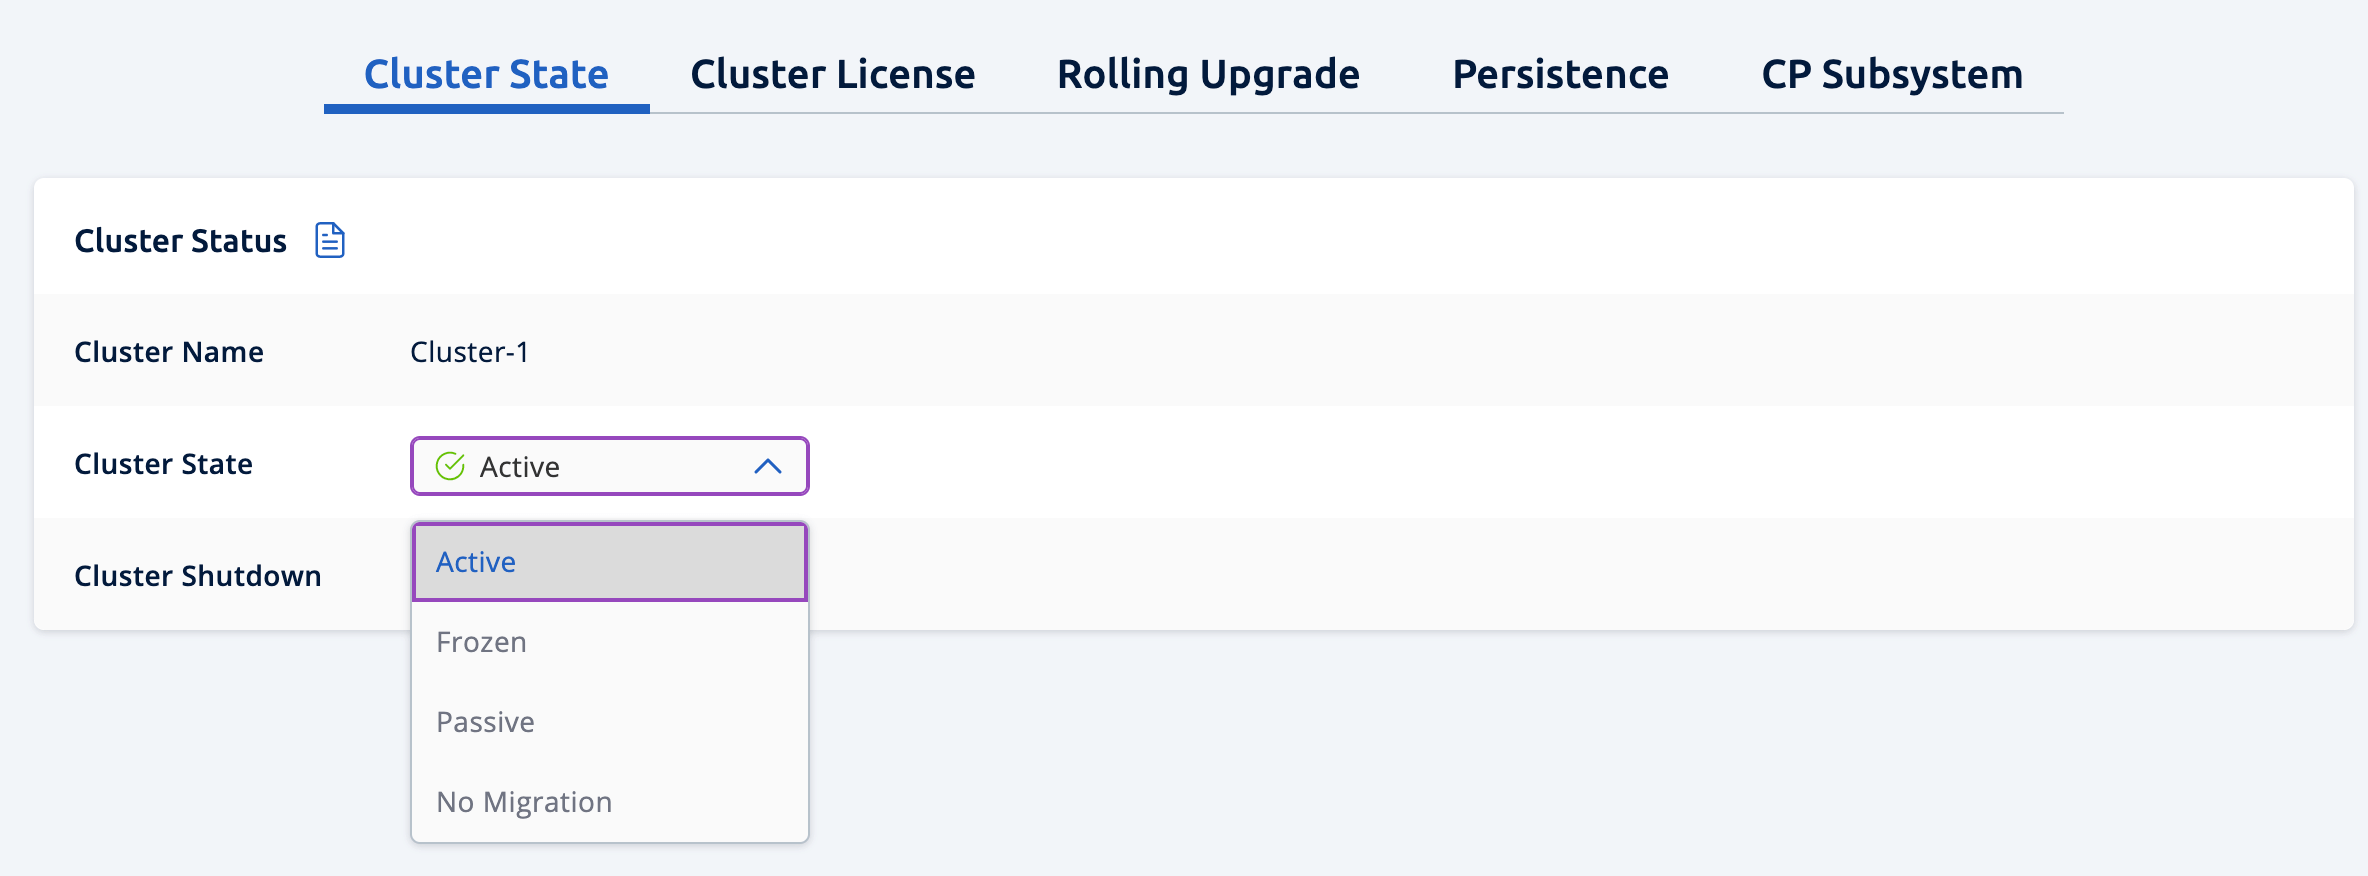 Cluster State Cluster License Rolling Upgrade Persistence CP Subsystem
Cluster Status
Cluster Name Cluster-1
Cluster State Active
Active
Cluster Shutdown
Frozen
Passive
No Migration